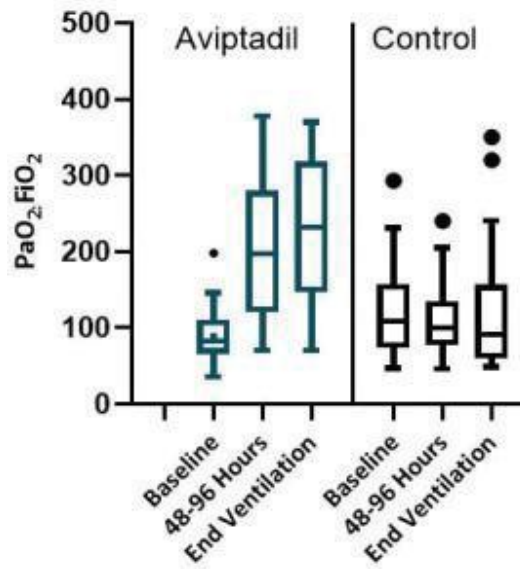 Aviptadil
Control
PaO₂:FiO₂
500
400
300
200
100
0
Baseline
48-96 Hours
End Ventilation
Baseline
48-96 Hours
End Ventilation